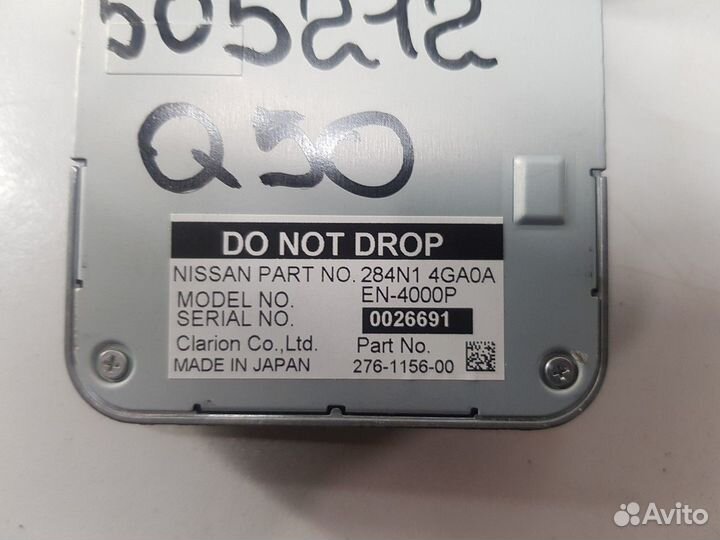 505212
Q50
DO NOT DROP
NISSAN PART NO. 284N1 4GA0A
MODEL NO. EN-4000P
SERIAL NO. 0026691
Clarion Co.,Ltd. Part No.
MADE IN JAPAN 276-1156-00
Avito